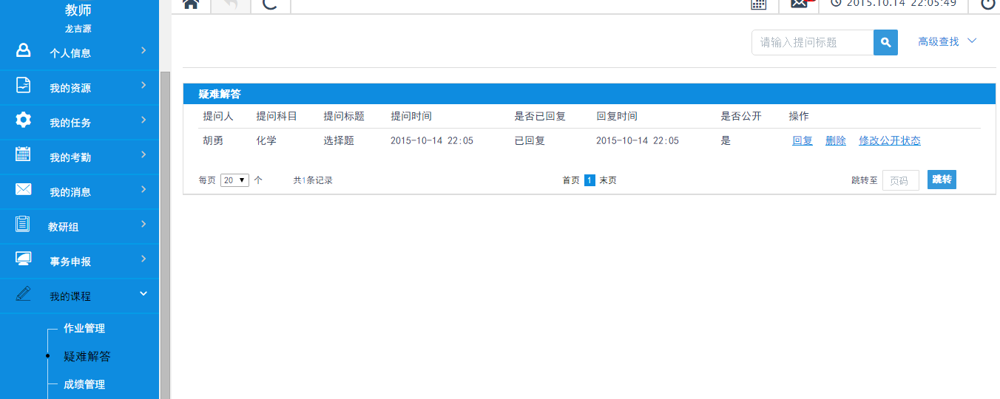 教师
龙吉源
个人信息
我的资源
我的任务
我的考勤
我的消息
教研组
事务申报
我的课程
作业管理
疑难解答
成绩管理
2015.10.14 22:05:49
请输入提问标题
高级查找
疑难解答
提问人 提问科目 提问标题 提问时间 是否已回复 回复时间 是否公开 操作
胡勇 化学 选择题 2015-10-14 22:05 已回复 2015-10-14 22:05 是 回复 删除 修改公开状态
每页 20 个 共1条记录 首页 1 末页 跳转至 页码 跳转